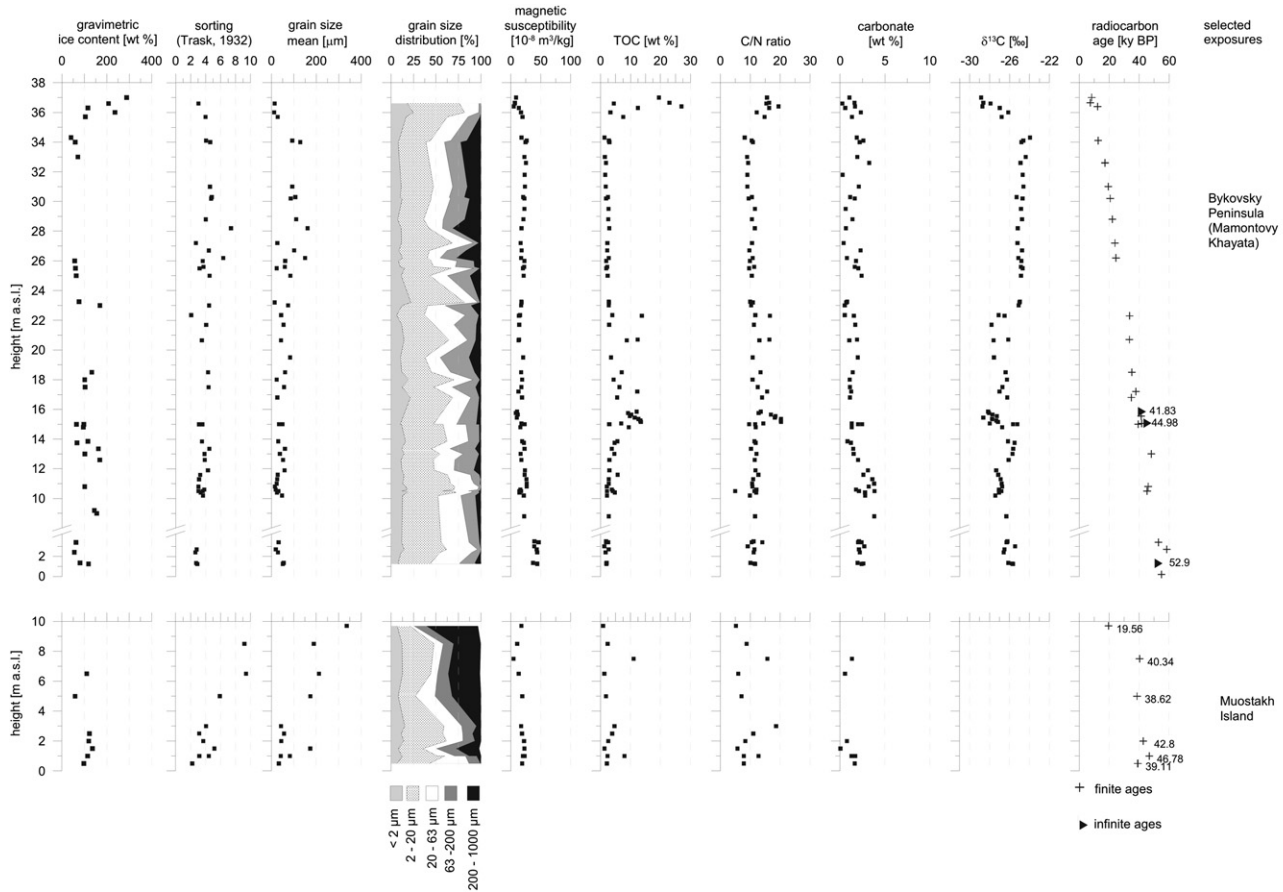 gravimetric
ice content [wt %]
sorting
(Trask, 1932)
grain size
mean [µm]
grain size
distribution [%]
magnetic
susceptibility
[10⁻⁸ m³/kg]
TOC [wt %]
C/N ratio
carbonate
[wt %]
δ¹³C [‰]
radiocarbon
age [ky BP]
selected
exposures
0 200 400
0 2 4 6 8 10
0 200 400
0 25 50 75 100
0 50 100
0 10 20 30
0 10 20 30
0 10
-30 -26 -22
0 20 40 60
38
36
34
32
30
28
26
24
22
20
18
16
14
12
10
2
0
height [m a.s.l.]
Bykovsky
Peninsula
(Mamontovy
Khayata)
41.83
44.98
52.9
10
8
6
4
2
0
height [m a.s.l.]
19.56
40.34
38.62
42.8
46.78
39.11
Muostakh
Island
finite ages
infinite ages
< 2 µm
2 - 20 µm
20 - 63 µm
63 -200 µm
200 - 1000 µm